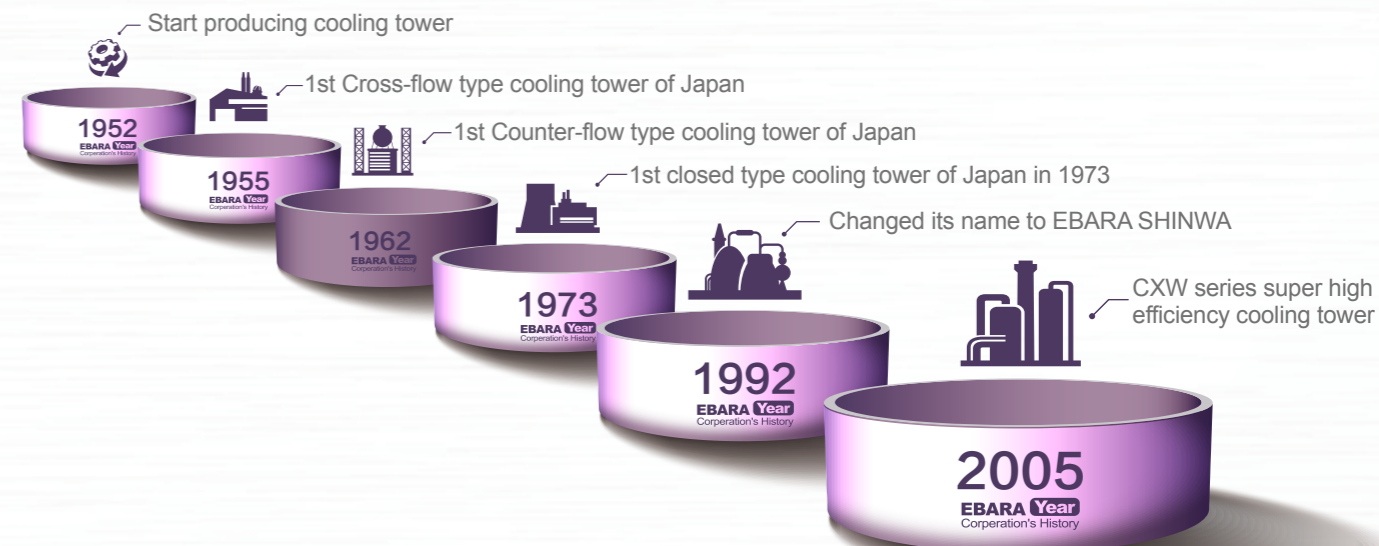 Start producing cooling tower
1952
EBARA Year
Corperation's History
1st Cross-flow type cooling tower of Japan
1955
EBARA Year
Corperation's History
1st Counter-flow type cooling tower of Japan
1962
EBARA Year
Corperation's History
1st closed type cooling tower of Japan in 1973
1973
EBARA Year
Corperation's History
Changed its name to EBARA SHINWA
1992
EBARA Year
Corperation's History
CXW series super high
efficiency cooling tower
2005
EBARA Year
Corperation's History